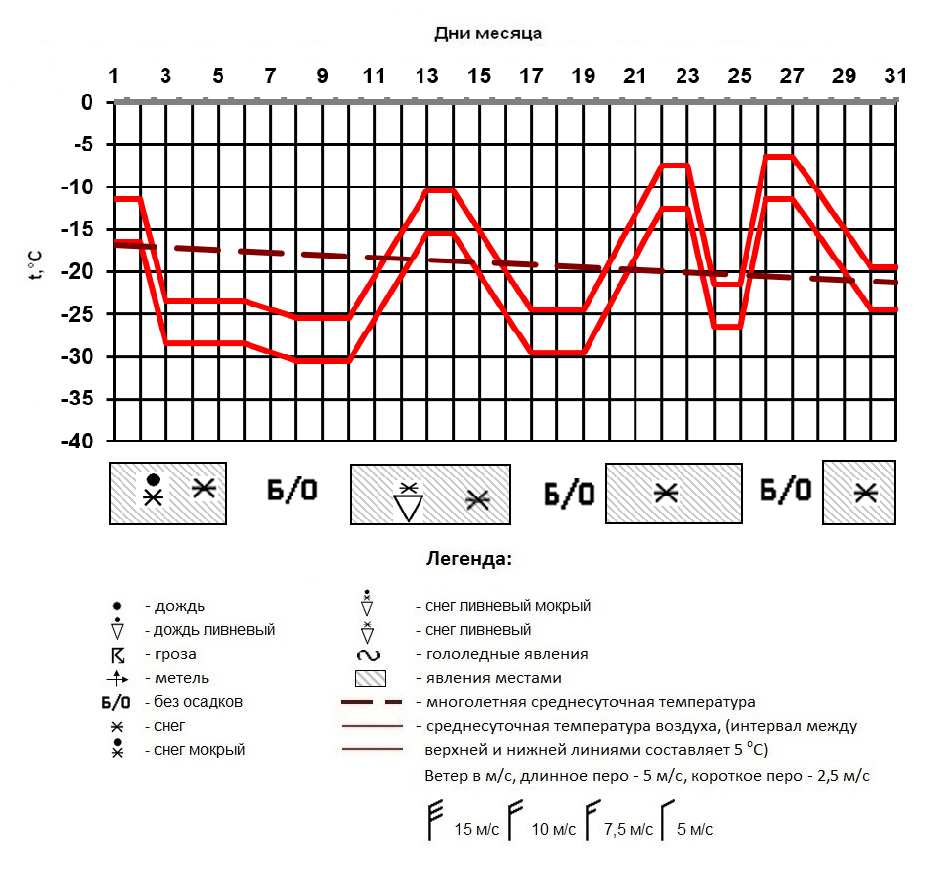 Дни месяца
1 3 5 7 9 11 13 15 17 19 21 23 25 27 29 31
0
-5
-10
-15
-20
-25
-30
-35
-40
t,°C
Б/О Б/О Б/О
Легенда:
- дождь
- дождь ливневый
- гроза
- метель
Б/О - без осадков
- снег
- снег мокрый
- снег ливневый мокрый
- снег ливневый
- гололедные явления
- явления местами
- многолетняя среднесуточная температура
- среднесуточная температура воздуха, (интервал между
верхней и нижней линиями составляет 5 °С)
Ветер в м/с, длинное перо - 5 м/с, короткое перо - 2,5 м/с
15 м/с 10 м/с 7,5 м/с 5 м/с